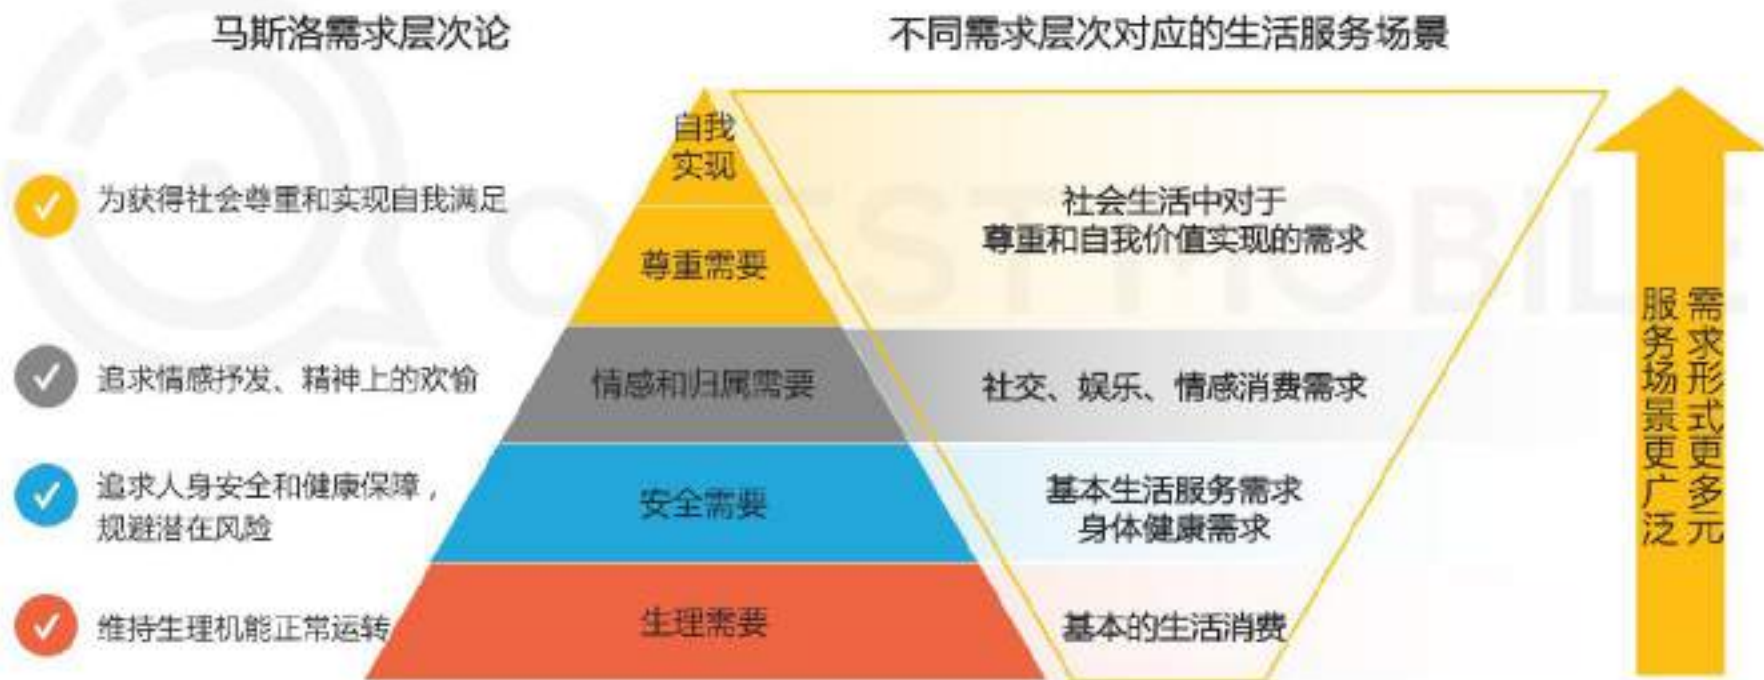 马斯洛需求层次论
不同需求层次对应的生活服务场景
自我
实现
为获得社会尊重和实现自我满足
尊重需要
社会生活中对于
尊重和自我价值实现的需求
追求情感抒发、精神上的欢愉
情感和归属需要
社交、娱乐、情感消费需求
追求人身安全和健康保障,
规避潜在风险
安全需要
基本生活服务需求
身体健康需求
维持生理机能正常运转
生理需要
基本的生活消费
需求形式更多元
服务场景更广泛
QUESTMOBILE